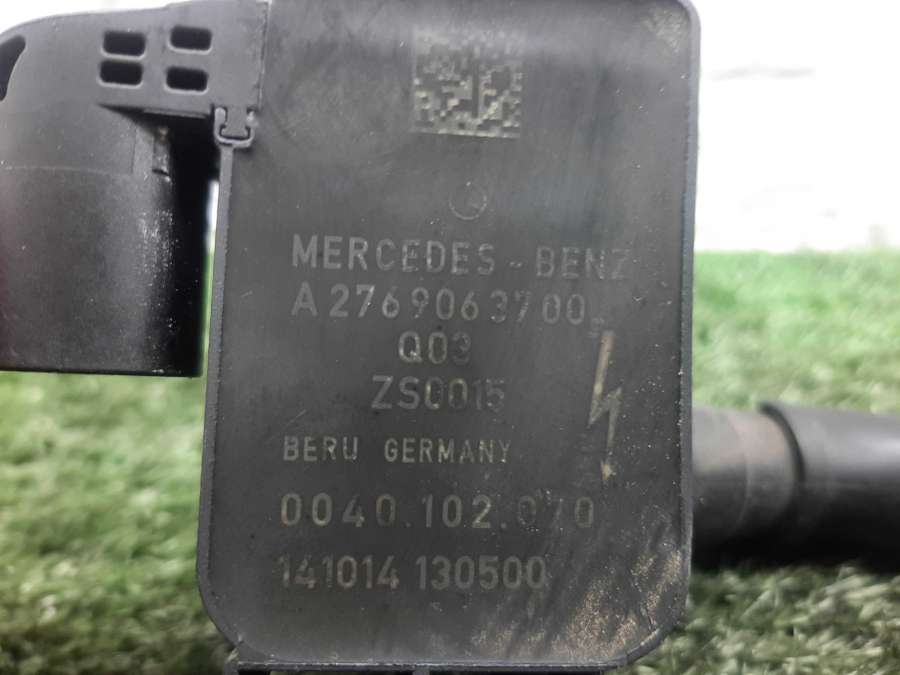 MERCEDES - BENZ
A 2769063700
Q03
ZS0015
BERU GERMANY
0040.102.070
141014 130500